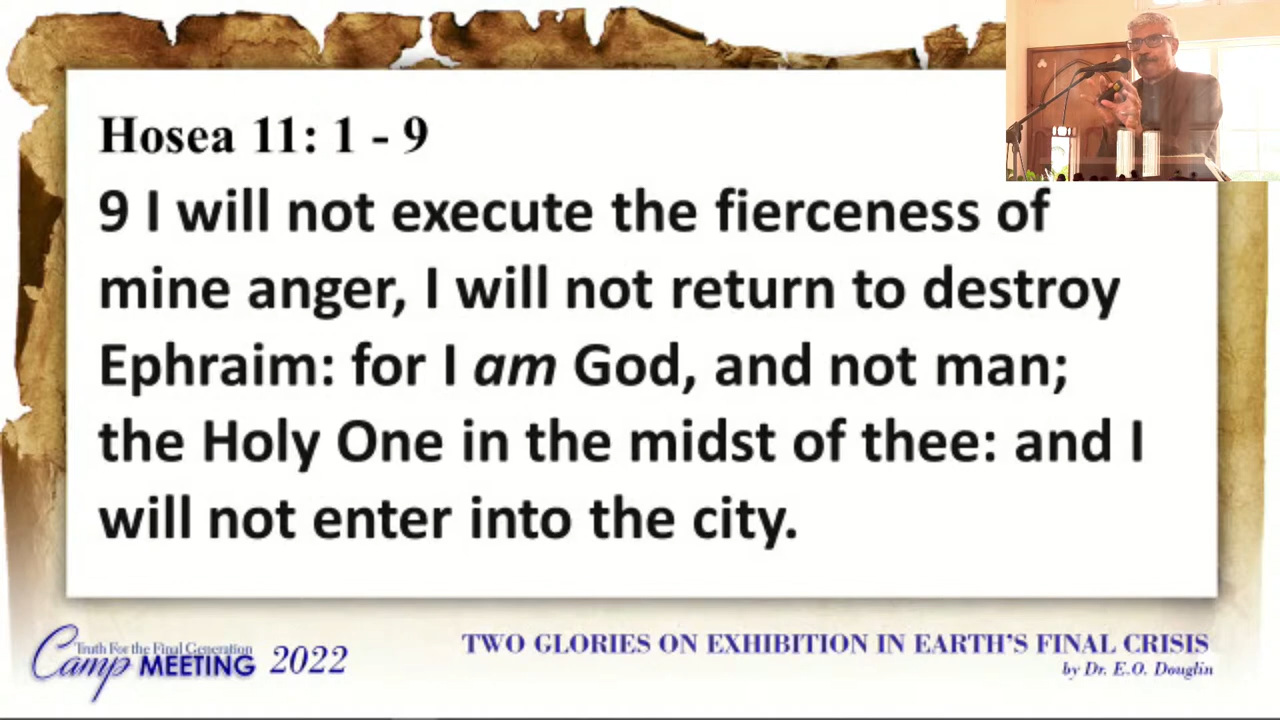 Hosea 11: 1 - 9
9 I will not execute the fierceness of
mine anger, I will not return to destroy
Ephraim: for I am God, and not man;
the Holy One in the midst of thee: and I
will not enter into the city.
Truth For the Final Generation
Camp MEETING 2022
TWO GLORIES ON EXHIBITION IN EARTH'S FINAL CRISIS
by Dr. E.O. Douglin